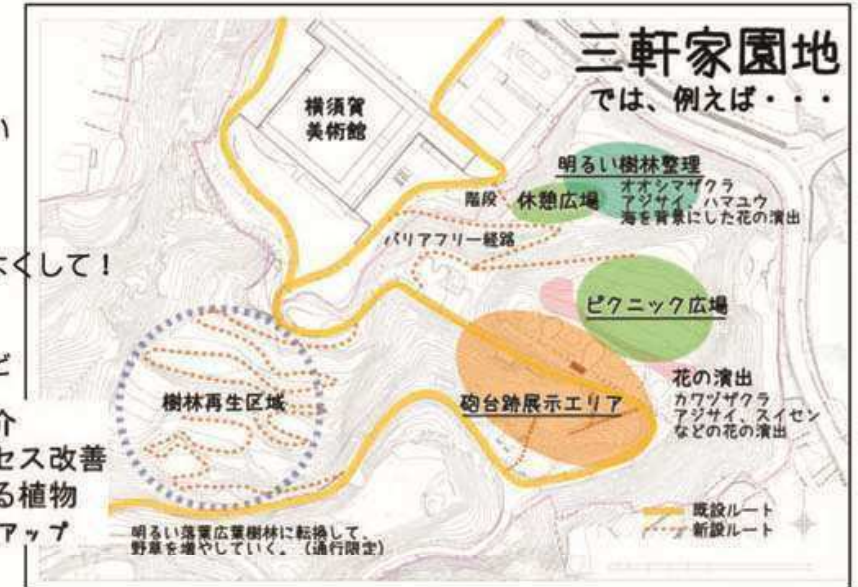 三軒家園地
では、例えば・・・
横須賀
美術館
明るい樹林整理
オオシマザクラ
アジサイ、ハマユウ
海を背景にした花の演出
階段
休憩広場
バリアフリー経路
ピクニック広場
花の演出
カワヅザクラ
アジサイ、スイセン
などの花の演出
樹林再生区域
砲台跡展示エリア
明るい落葉広葉樹林に転換して、
野草を増やしていく。（通行限定）
既設ルート
新設ルート
い
よくして！
ど
介
セス改善
る植物
アップ